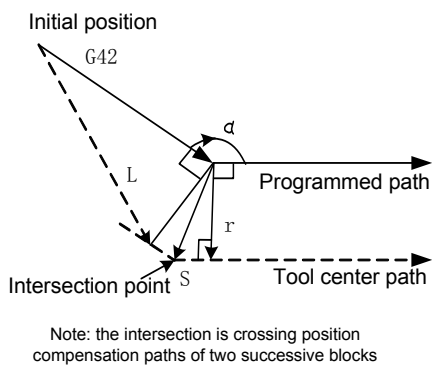 Initial position
G42
α
L
Programmed path
r
Intersection point
S
Tool center path
Note: the intersection is crossing position
compensation paths of two successive blocks